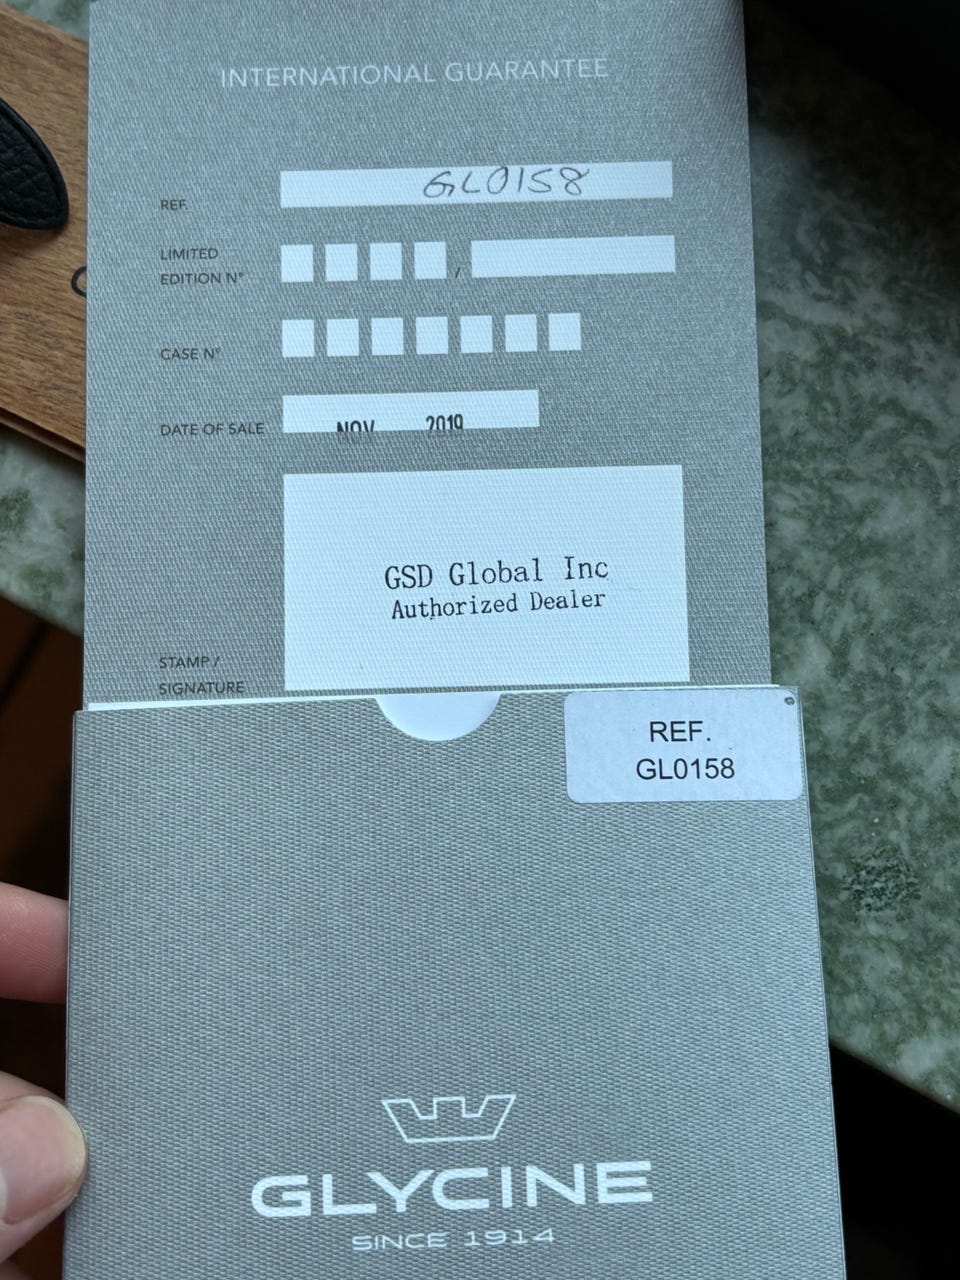 INTERNATIONAL GUARANTEE
REF. GL0158
LIMITED
EDITION N° /
CASE N°
DATE OF SALE NOV 2019
GSD Global Inc
Authorized Dealer
STAMP /
SIGNATURE
REF.
GL0158
GLYCINE
SINCE 1914